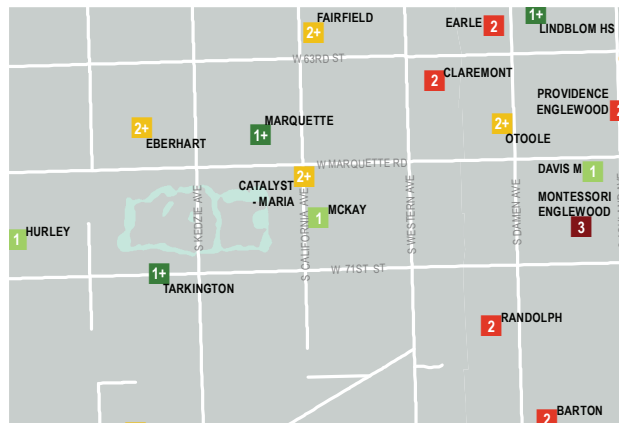 FAIRFIELD
2+
EARLE
2
1+
LINDBLOM HS
W 63RD ST
CLAREMONT
2
PROVIDENCE
ENGLEWOOD
2
2+
EBERHART
MARQUETTE
1+
2+
OTOOLE
W MARQUETTE RD
DAVIS M
1
CATALYST
- MARIA
2+
MCKAY
1
MONTESSORI
ENGLEWOOD
3
HURLEY
1
S KEDZIE AVE
S CALIFORNIA AVE
S WESTERN AVE
S DAMEN AVE
W 71ST ST
1+
TARKINGTON
2
RANDOLPH
2
BARTON